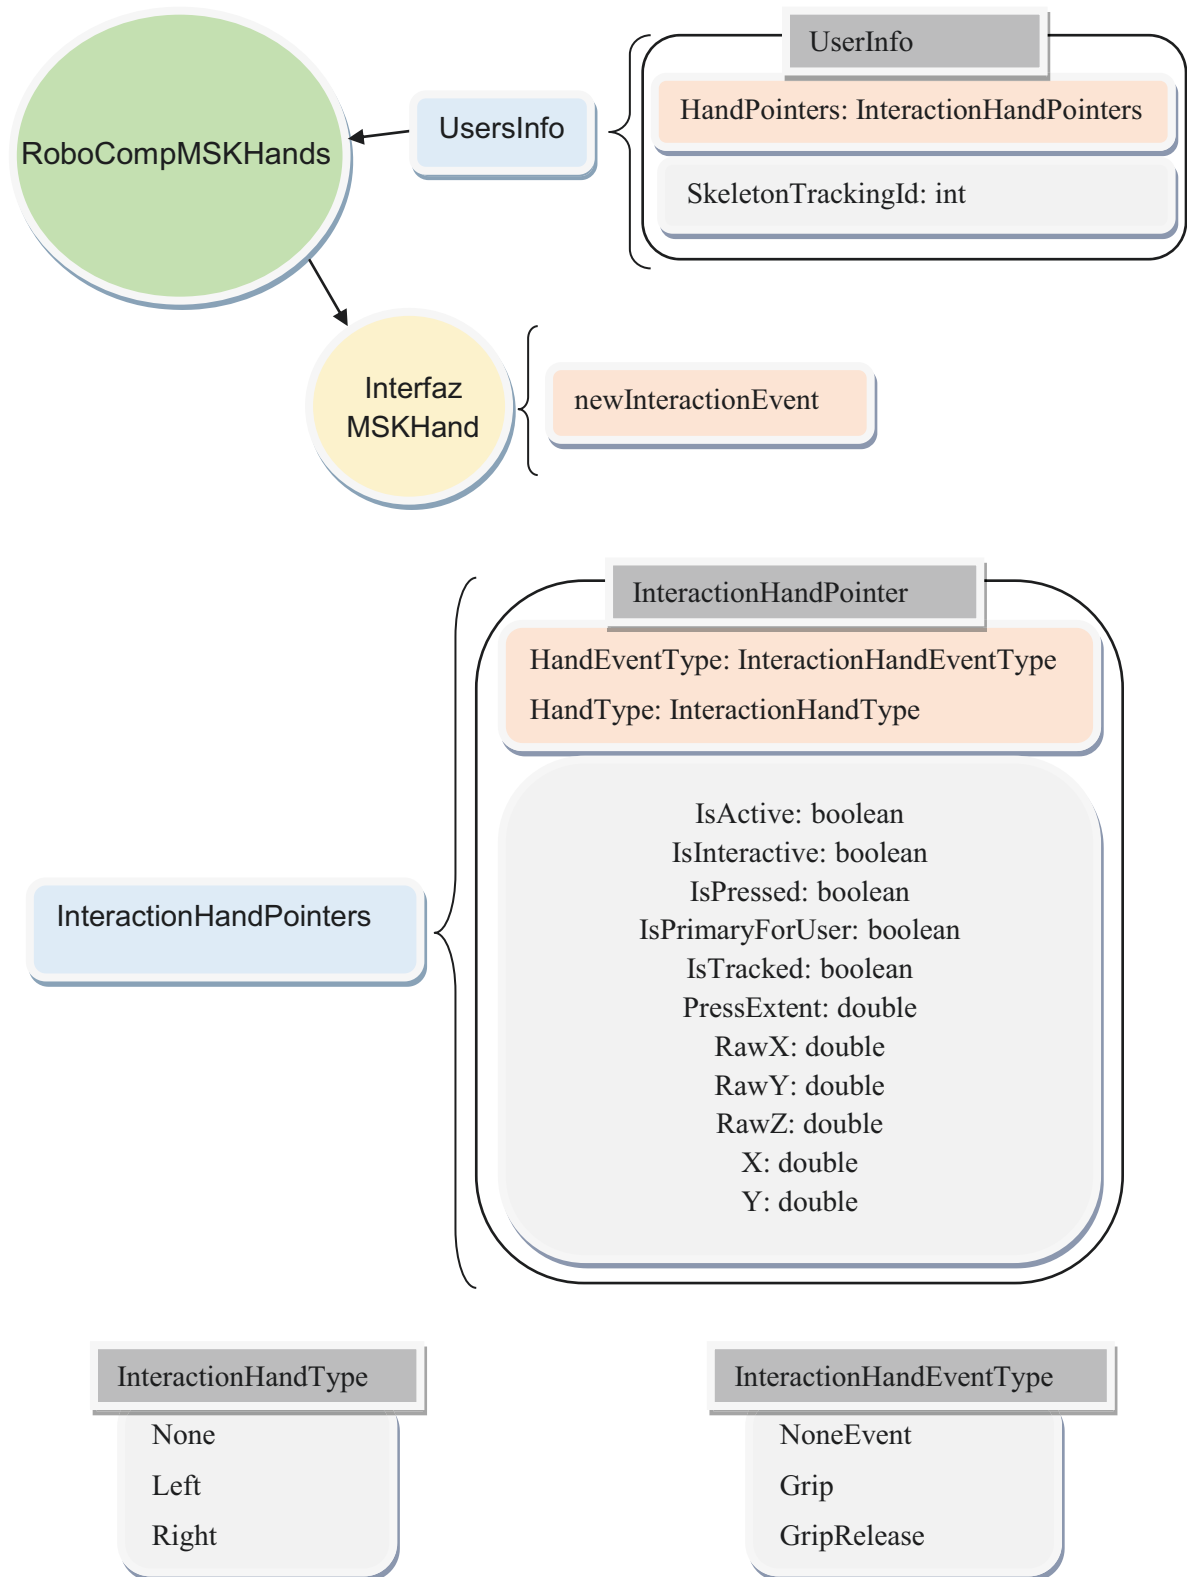 UserInfo
HandPointers: InteractionHandPointers
UsersInfo
RoboCompMSKHands
SkeletonTrackingId: int
Interfaz
MSKHand
newInteractionEvent
InteractionHandPointer
HandEventType: InteractionHandEventType
HandType: InteractionHandType
IsActive: boolean
IsInteractive: boolean
IsPressed: boolean
IsPrimaryForUser: boolean
IsTracked: boolean
PressExtent: double
RawX: double
RawY: double
RawZ: double
X: double
Y: double
InteractionHandPointers
InteractionHandType
None
Left
Right
InteractionHandEventType
NoneEvent
Grip
GripRelease